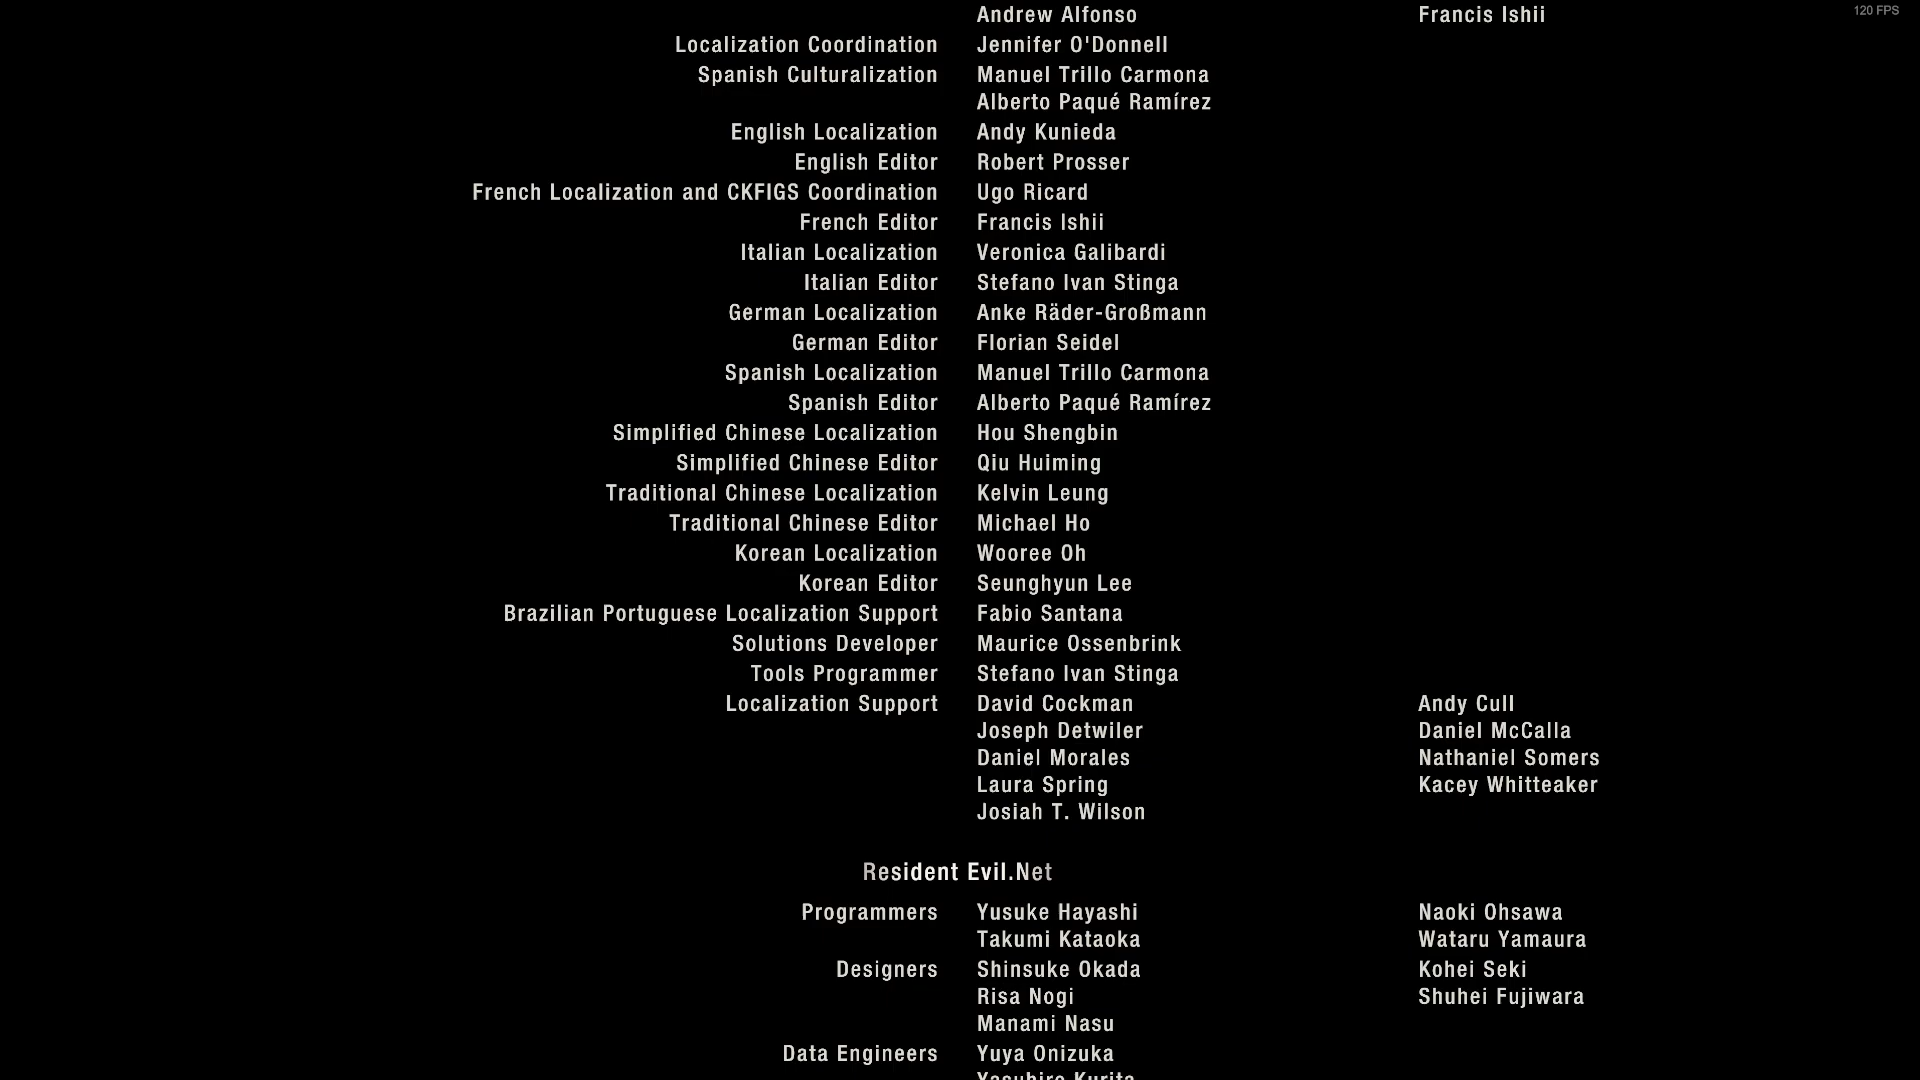 Andrew Alfonso Francis Ishii 120 FPS
Localization Coordination Jennifer O'Donnell
Spanish Culturalization Manuel Trillo Carmona
Alberto Paqué Ramírez
English Localization Andy Kunieda
English Editor Robert Prosser
French Localization and CKFIGS Coordination Ugo Ricard
French Editor Francis Ishii
Italian Localization Veronica Galibardi
Italian Editor Stefano Ivan Stinga
German Localization Anke Räder-Großmann
German Editor Florian Seidel
Spanish Localization Manuel Trillo Carmona
Spanish Editor Alberto Paqué Ramírez
Simplified Chinese Localization Hou Shengbin
Simplified Chinese Editor Qiu Huiming
Traditional Chinese Localization Kelvin Leung
Traditional Chinese Editor Michael Ho
Korean Localization Wooree Oh
Korean Editor Seunghyun Lee
Brazilian Portuguese Localization Support Fabio Santana
Solutions Developer Maurice Ossenbrink
Tools Programmer Stefano Ivan Stinga
Localization Support David Cockman Andy Cull
Joseph Detwiler Daniel McCalla
Daniel Morales Nathaniel Somers
Laura Spring Kacey Whitteaker
Josiah T. Wilson
Resident Evil.Net
Programmers Yusuke Hayashi Naoki Ohsawa
Takumi Kataoka Wataru Yamaura
Designers Shinsuke Okada Kohei Seki
Risa Nogi Shuhei Fujiwara
Manami Nasu
Data Engineers Yuya Onizuka
Yasuhiro Kurita